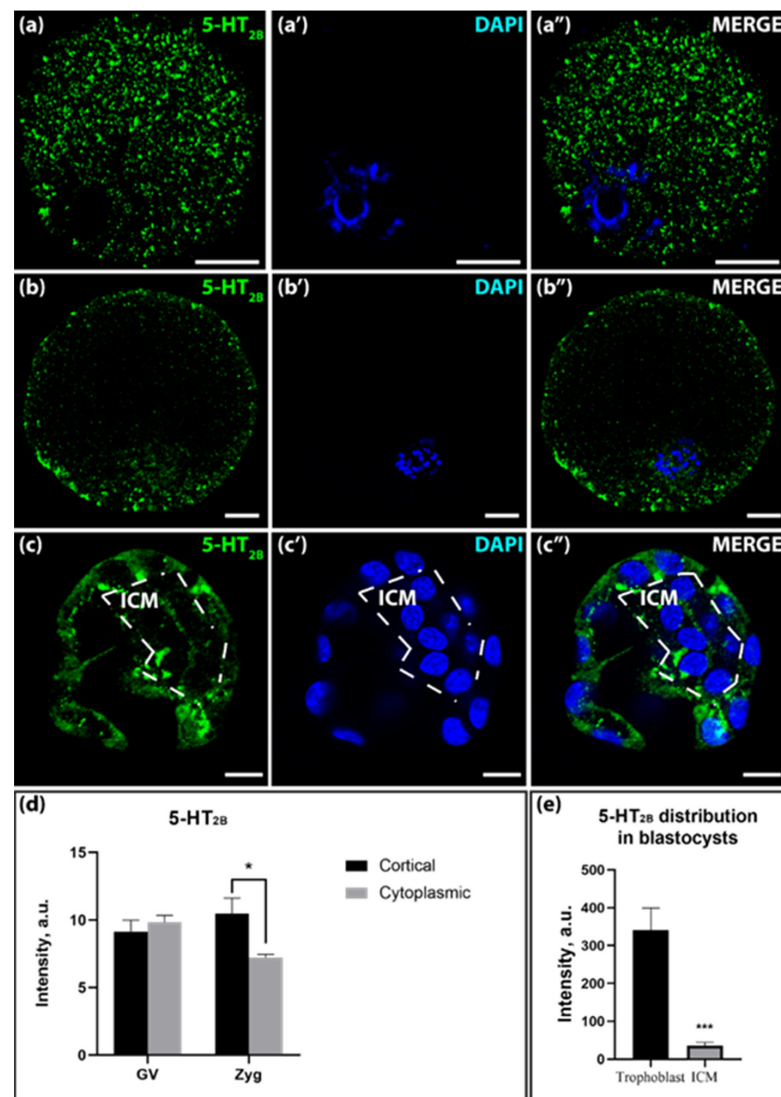 (a) 5-HT2B (a') DAPI (a'') MERGE
(b) 5-HT2B (b') DAPI (b'') MERGE
(c) 5-HT2B (c') DAPI (c'') MERGE
ICM ICM ICM
(d) (e)
5-HT2B
15
10
5
0
Intensity, a.u.
*
GV Zyg
Cortical
Cytoplasmic
5-HT2B distribution
in blastocysts
500
400
300
200
100
0
Intensity, a.u.
***
Trophoblast ICM